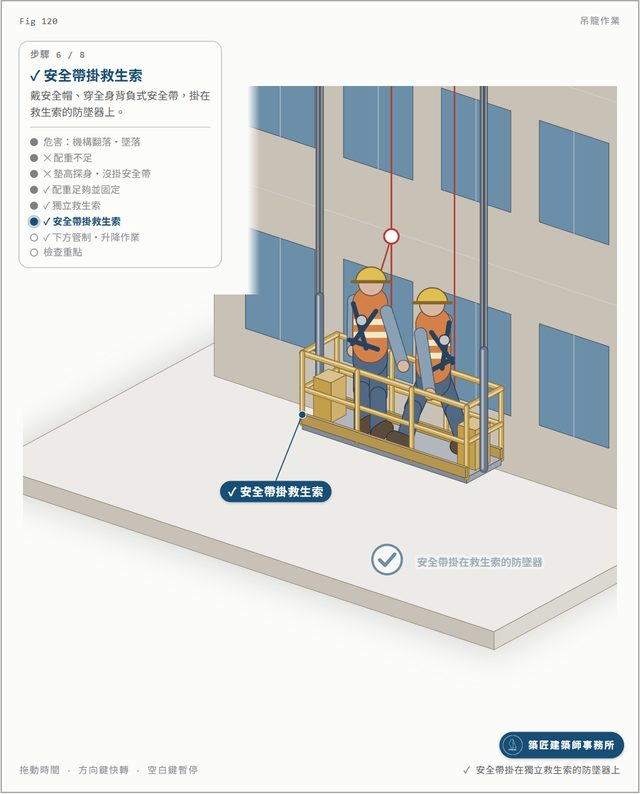 Fig 120
吊籠作業
步驟 6 / 8
✓安全帶掛救生索
戴安全帽、穿全身背負式安全帶，掛在
救生索的防墜器上。
危害：機構翻落・墜落
✕配重不足
✕墊高探身・沒掛安全帶
✓配重足夠並固定
✓獨立救生索
✓安全帶掛救生索
✓下方管制・升降作業
檢查重點
✓安全帶掛救生索
安全帶掛在救生索的防墜器
築匠建築師事務所
拖動時間 · 方向鍵快轉 · 空白鍵暫停
✓ 安全帶掛在獨立救生索的防墜器上